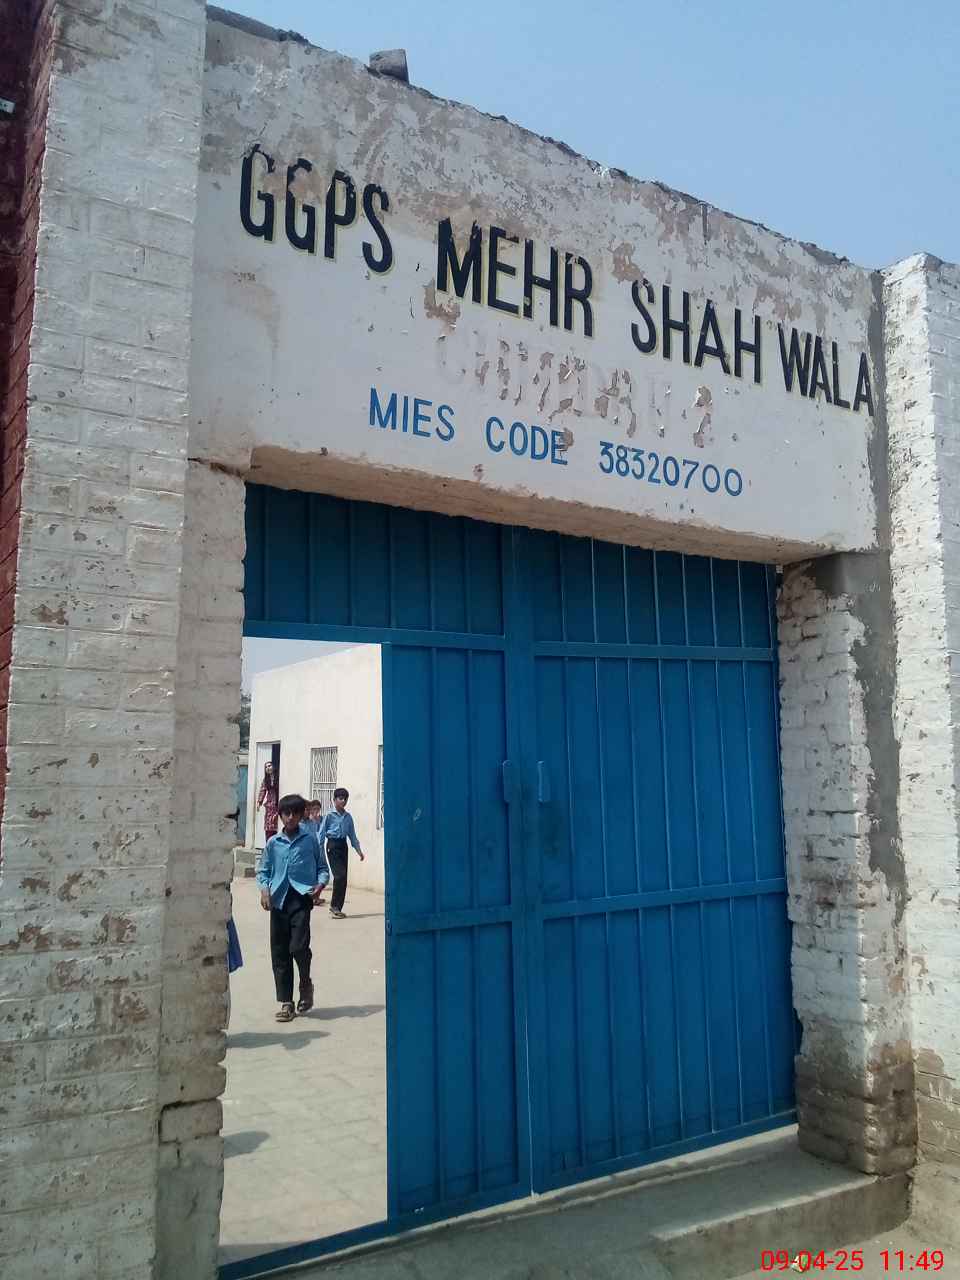 GGPS MEHR SHAH WALA
MIES CODE 38320700
09-04-25 11:49